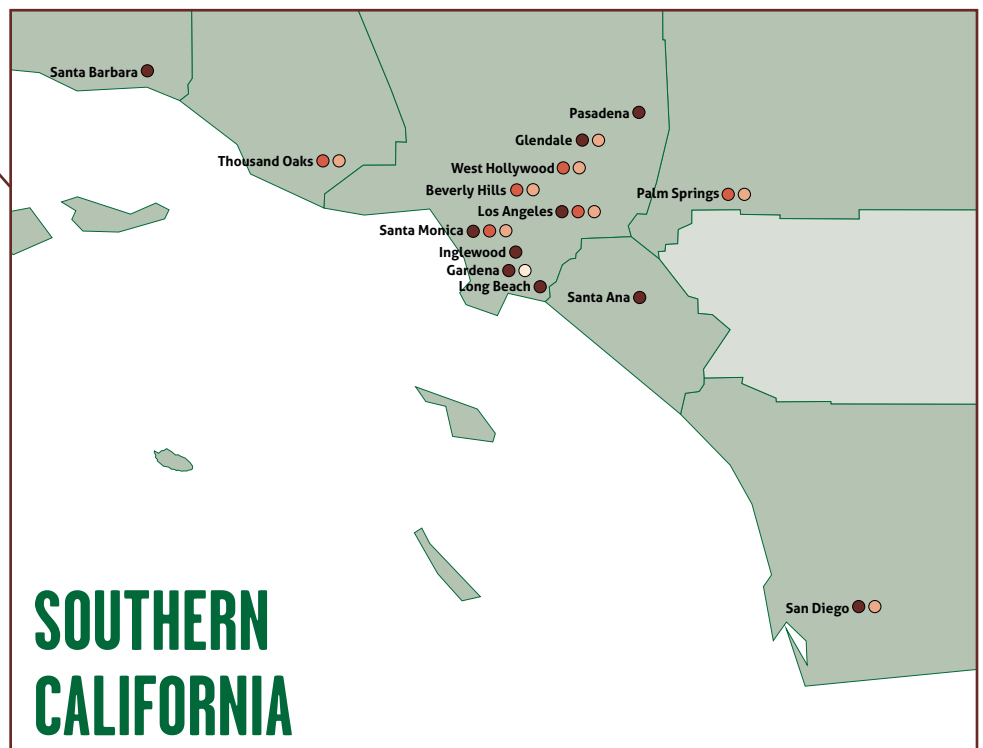 Santa Barbara
Pasadena
Glendale
Thousand Oaks
West Hollywood
Beverly Hills
Palm Springs
Los Angeles
Santa Monica
Inglewood
Gardena
Long Beach
Santa Ana
San Diego
SOUTHERN
CALIFORNIA